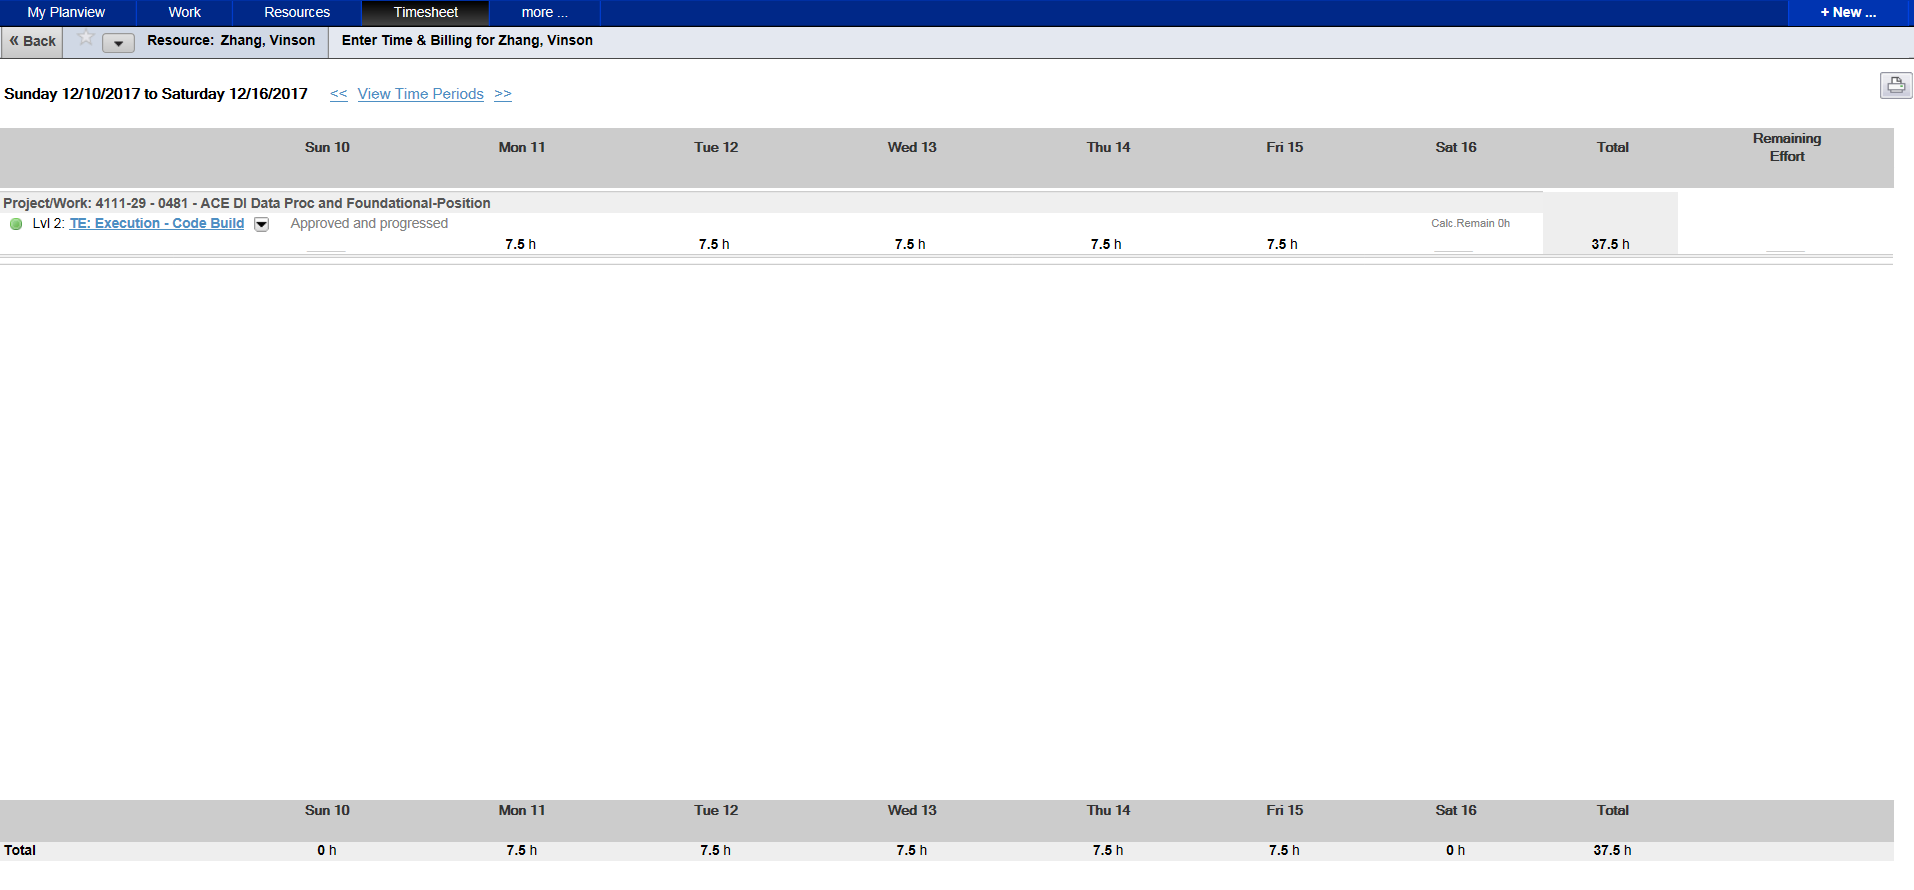 My Planview Work Resources Timesheet more ... + New ...
« Back Resource: Zhang, Vinson Enter Time & Billing for Zhang, Vinson
Sunday 12/10/2017 to Saturday 12/16/2017 << View Time Periods >>
Sun 10 Mon 11 Tue 12 Wed 13 Thu 14 Fri 15 Sat 16 Total Remaining
Effort
Project/Work: 4111-29 - 0481 - ACE DI Data Proc and Foundational-Position
Lvl 2: TE: Execution - Code Build Approved and progressed Calc.Remain 0h
7.5 h 7.5 h 7.5 h 7.5 h 7.5 h 37.5 h
Sun 10 Mon 11 Tue 12 Wed 13 Thu 14 Fri 15 Sat 16 Total
Total 0 h 7.5 h 7.5 h 7.5 h 7.5 h 7.5 h 0 h 37.5 h